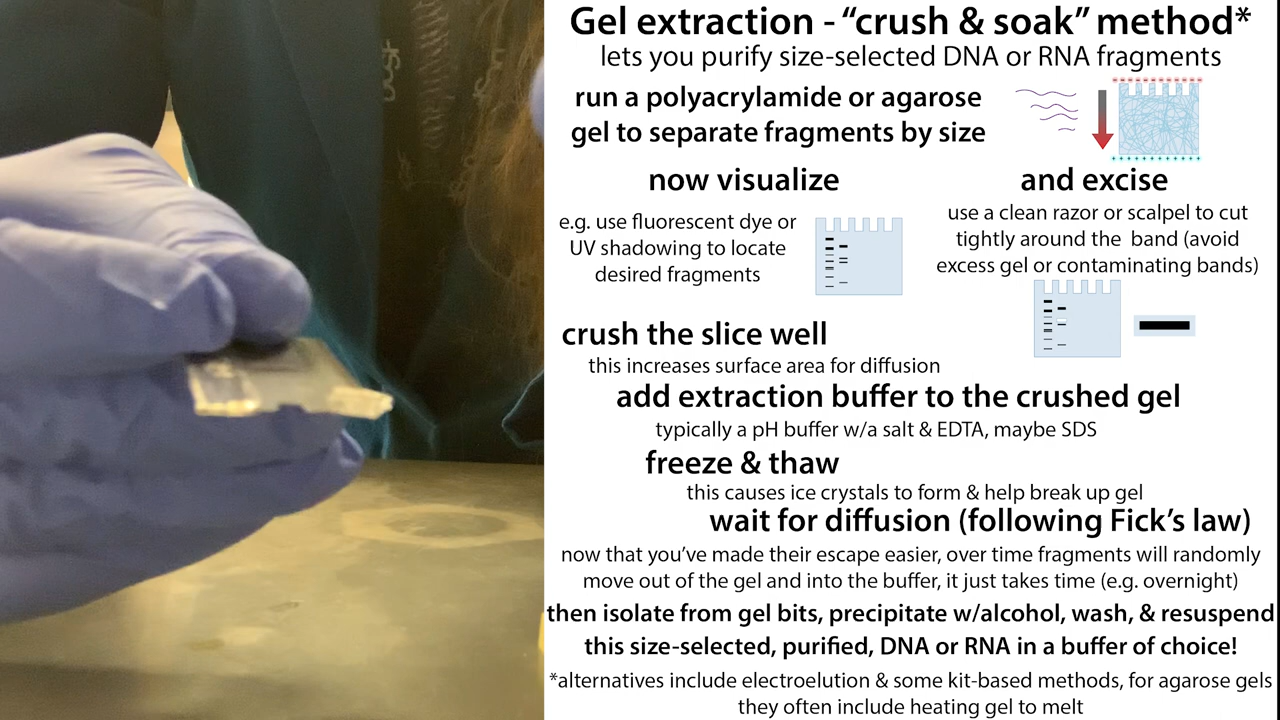 Gel extraction - “crush & soak” method*
lets you purify size-selected DNA or RNA fragments
run a polyacrylamide or agarose
gel to separate fragments by size
now visualize
e.g. use fluorescent dye or
UV shadowing to locate
desired fragments
and excise
use a clean razor or scalpel to cut
tightly around the band (avoid
excess gel or contaminating bands)
crush the slice well
this increases surface area for diffusion
add extraction buffer to the crushed gel
typically a pH buffer w/a salt & EDTA, maybe SDS
freeze & thaw
this causes ice crystals to form & help break up gel
wait for diffusion (following Fick’s law)
now that you’ve made their escape easier, over time fragments will randomly
move out of the gel and into the buffer, it just takes time (e.g. overnight)
then isolate from gel bits, precipitate w/alcohol, wash, & resuspend
this size-selected, purified, DNA or RNA in a buffer of choice!
*alternatives include electroelution & some kit-based methods, for agarose gels
they often include heating gel to melt